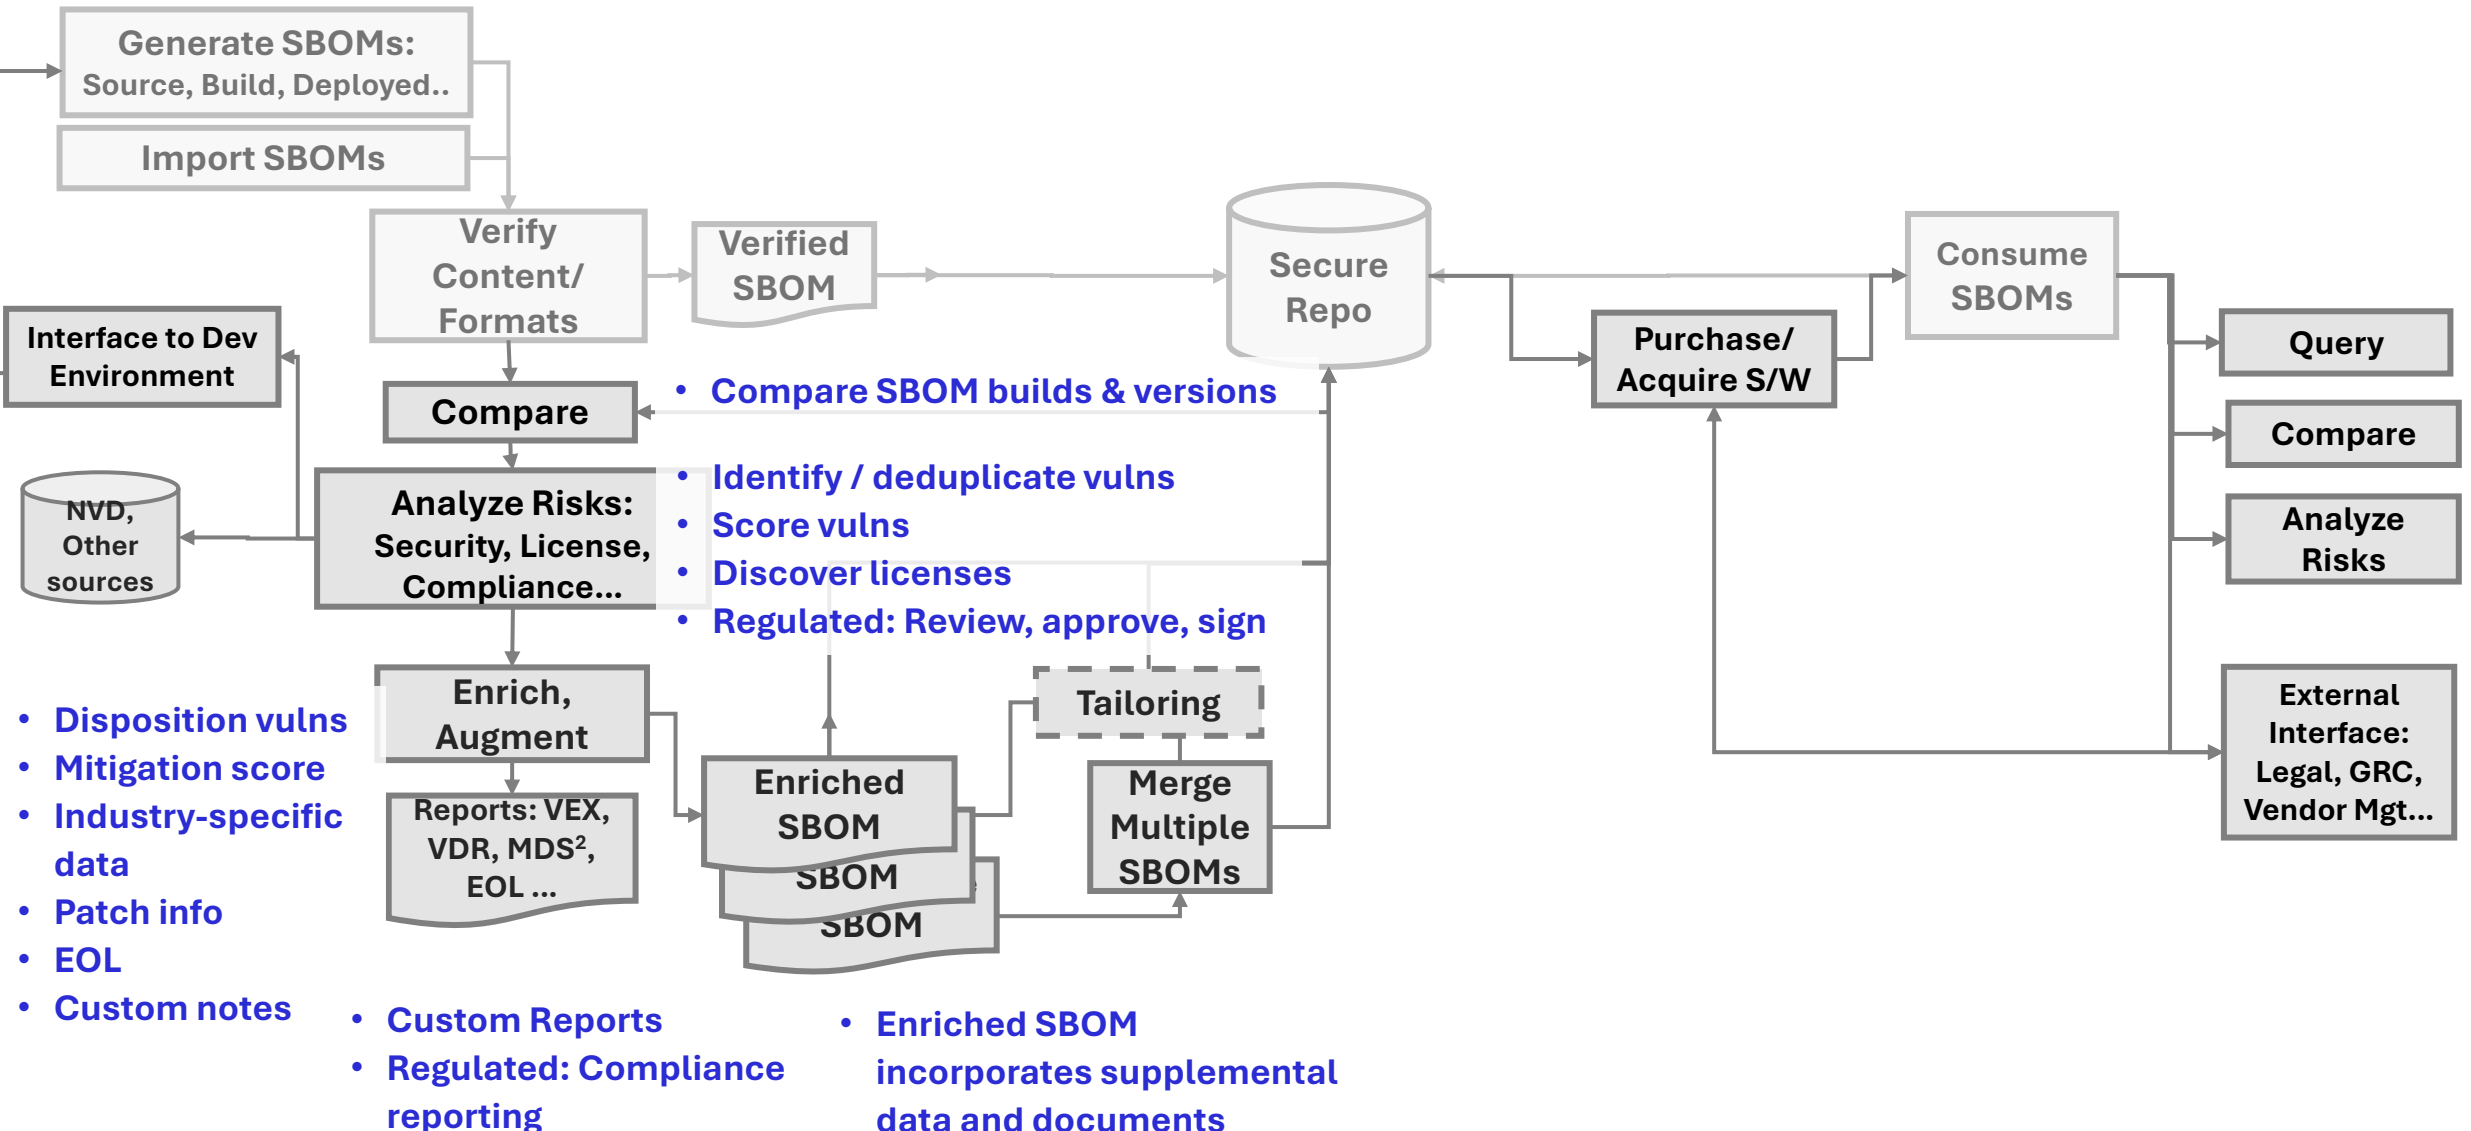 Generate SBOMs:
Source, Build, Deployed..
Import SBOMs
Verify
Content/
Formats
Verified
SBOM
Secure
Repo
Consume
SBOMs
Interface to Dev
Environment
Compare
• Compare SBOM builds & versions
Purchase/
Acquire S/W
Query
Compare
Analyze
Risks
NVD,
Other
sources
Analyze Risks:
Security, License,
Compliance...
• Identify / deduplicate vulns
• Score vulns
• Discover licenses
• Regulated: Review, approve, sign
Enrich,
Augment
Tailoring
External
Interface:
Legal, GRC,
Vendor Mgt...
• Disposition vulns
• Mitigation score
• Industry-specific
data
• Patch info
• EOL
• Custom notes
Reports: VEX,
VDR, MDS²,
EOL ...
Enriched
SBOM
SBOM
SBOM
Merge
Multiple
SBOMs
• Custom Reports
• Regulated: Compliance
reporting
• Enriched SBOM
incorporates supplemental
data and documents